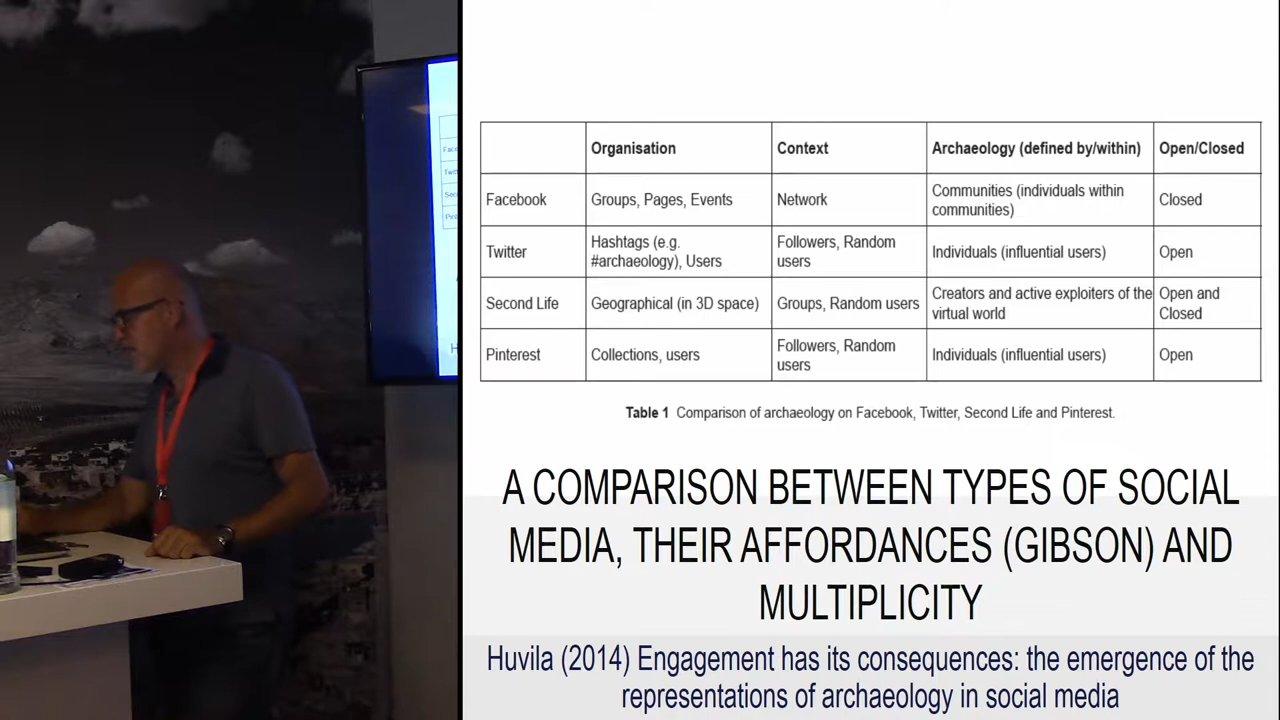 Organisation Context Archaeology (defined by/within) Open/Closed
Facebook Groups, Pages, Events Network Communities (individuals within communities) Closed
Twitter Hashtags (e.g. #archaeology), Users Followers, Random users Individuals (influential users) Open
Second Life Geographical (in 3D space) Groups, Random users Creators and active exploiters of the virtual world Open and Closed
Pinterest Collections, users Followers, Random users Individuals (influential users) Open
Table 1 Comparison of archaeology on Facebook, Twitter, Second Life and Pinterest.
A COMPARISON BETWEEN TYPES OF SOCIAL
MEDIA, THEIR AFFORDANCES (GIBSON) AND
MULTIPLICITY
Huvila (2014) Engagement has its consequences: the emergence of the
representations of archaeology in social media